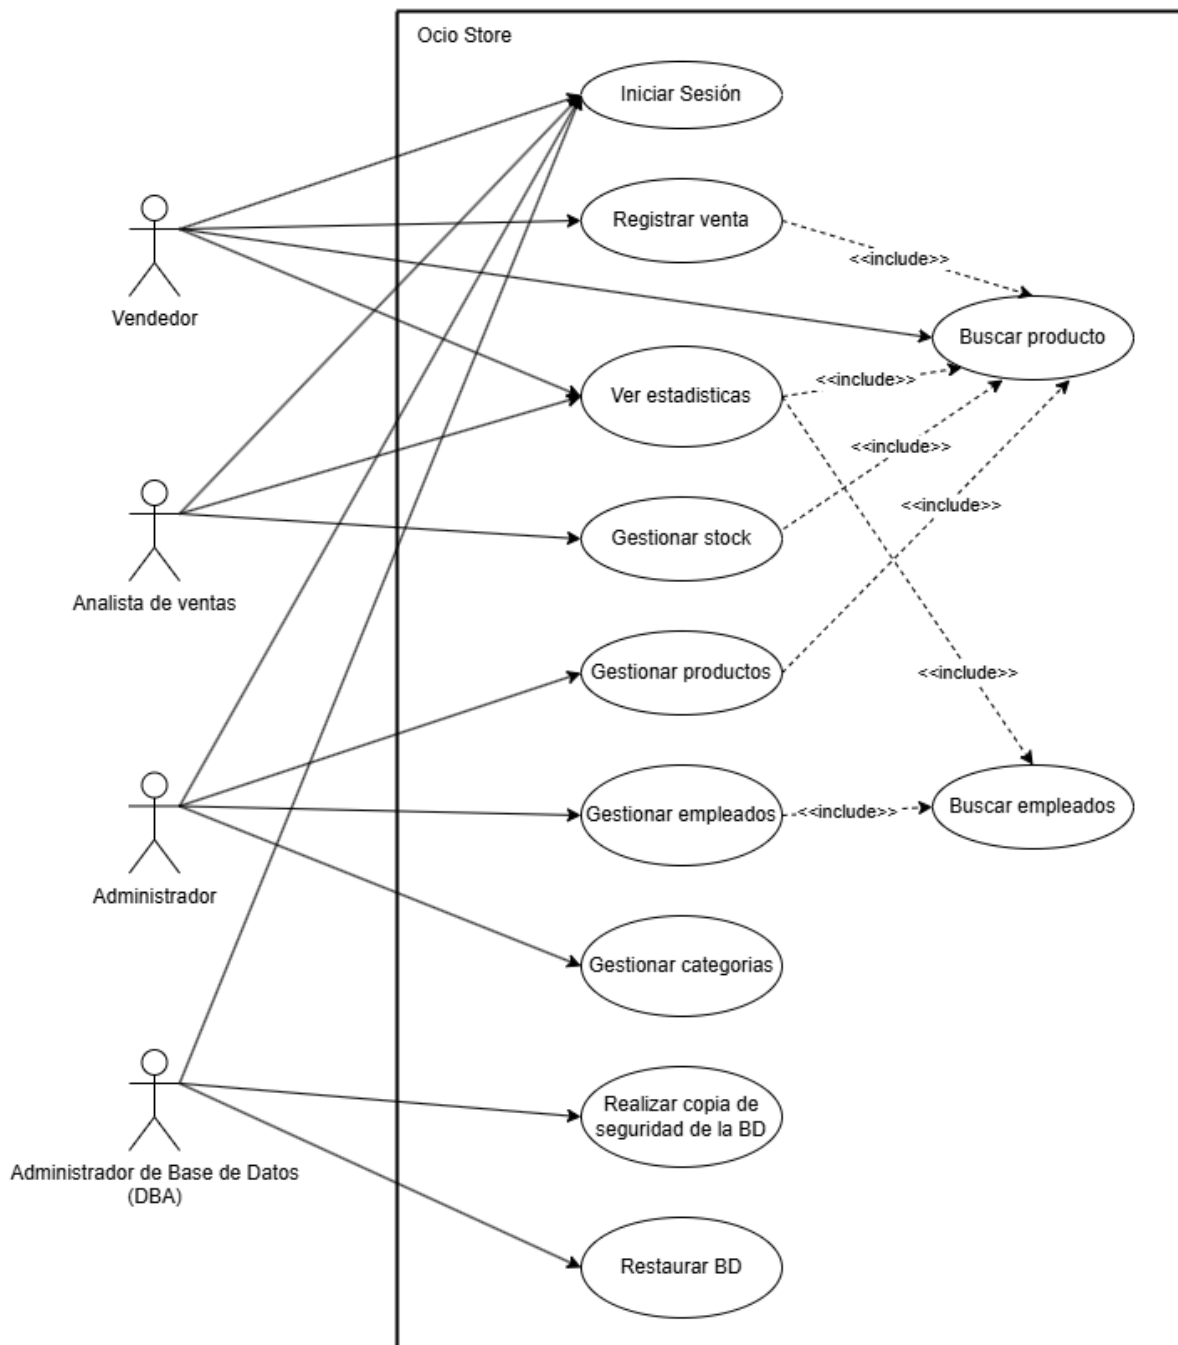 Ocio Store
Iniciar Sesión
Registrar venta
<<include>>
Vendedor
Buscar producto
<<include>>
Ver estadisticas
<<include>>
Analista de ventas
<<include>>
Gestionar stock
Gestionar productos
<<include>>
Administrador
Gestionar empleados
<<include>>
Buscar empleados
Gestionar categorias
Realizar copia de
seguridad de la BD
Administrador de Base de Datos
(DBA)
Restaurar BD